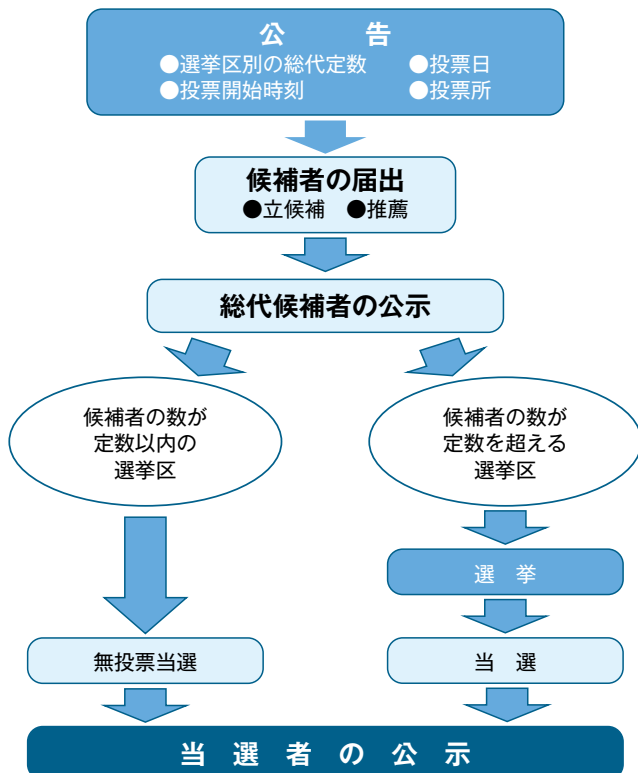 公　告
●選挙区別の総代定数　●投票日
●投票開始時刻　●投票所
候補者の届出
●立候補　●推薦
総代候補者の公示
候補者の数が
定数以内の
選挙区
候補者の数が
定数を超える
選挙区
選　挙
無投票当選
当　選
当選者の公示